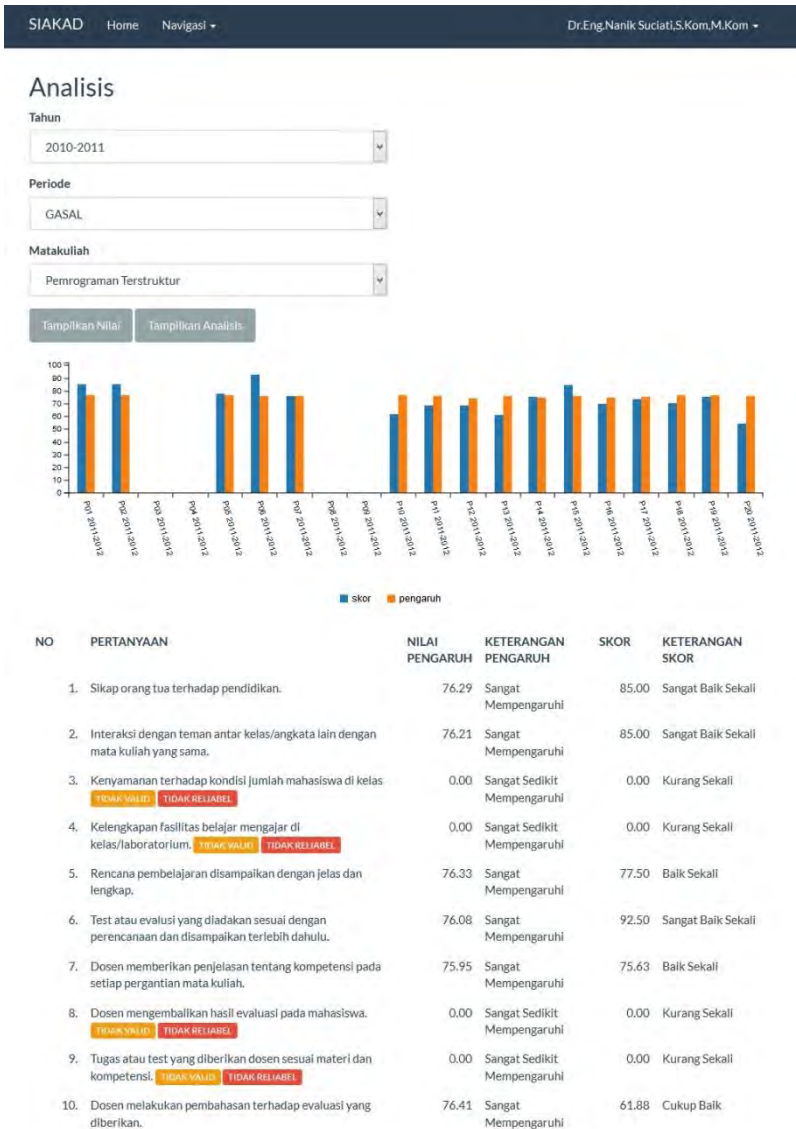 SIAKAD Home Navigasi Dr.Eng.Nanik Suciati,S.Kom,M.Kom
Analisis
Tahun
2010-2011
Periode
GASAL
Matakuliah
Pemrograman Terstruktur
Tampilkan Nilai Tampilkan Analisis
100
90
80
70
60
50
40
30
20
10
0
P01 2011-2012 P02 2011-2012 P03 2011-2012 P04 2011-2012 P05 2011-2012 P06 2011-2012 P07 2011-2012 P08 2011-2012 P09 2011-2012 P10 2011-2012 P11 2011-2012 P12 2011-2012 P13 2011-2012 P14 2011-2012 P15 2011-2012 P16 2011-2012 P17 2011-2012 P18 2011-2012 P19 2011-2012 P20 2011-2012
skor pengaruh
NO PERTANYAAN NILAI KETERANGAN SKOR KETERANGAN
PENGARUH PENGARUH SKOR
1. Sikap orang tua terhadap pendidikan. 76.29 Sangat 85.00 Sangat Baik Sekali
Mempengaruhi
2. Interaksi dengan teman antar kelas/angkata lain dengan 76.21 Sangat 85.00 Sangat Baik Sekali
mata kuliah yang sama. Mempengaruhi
3. Kenyamanan terhadap kondisi jumlah mahasiswa di kelas 0.00 Sangat Sedikit 0.00 Kurang Sekali
TIDAK VALID TIDAK RELIABEL Mempengaruhi
4. Kelengkapan fasilitas belajar mengajar di 0.00 Sangat Sedikit 0.00 Kurang Sekali
kelas/laboratorium. TIDAK VALID TIDAK RELIABEL Mempengaruhi
5. Rencana pembelajaran disampaikan dengan jelas dan 76.33 Sangat 77.50 Baik Sekali
lengkap. Mempengaruhi
6. Test atau evalusi yang diadakan sesuai dengan 76.08 Sangat 92.50 Sangat Baik Sekali
perencanaan dan disampaikan terlebih dahulu. Mempengaruhi
7. Dosen memberikan penjelasan tentang kompetensi pada 75.95 Sangat 75.63 Baik Sekali
setiap pergantian mata kuliah. Mempengaruhi
8. Dosen mengembalikan hasil evaluasi pada mahasiswa. 0.00 Sangat Sedikit 0.00 Kurang Sekali
TIDAK VALID TIDAK RELIABEL Mempengaruhi
9. Tugas atau test yang diberikan dosen sesuai materi dan 0.00 Sangat Sedikit 0.00 Kurang Sekali
kompetensi. TIDAK VALID TIDAK RELIABEL Mempengaruhi
10. Dosen melakukan pembahasan terhadap evaluasi yang 76.41 Sangat 61.88 Cukup Baik
diberikan. Mempengaruhi